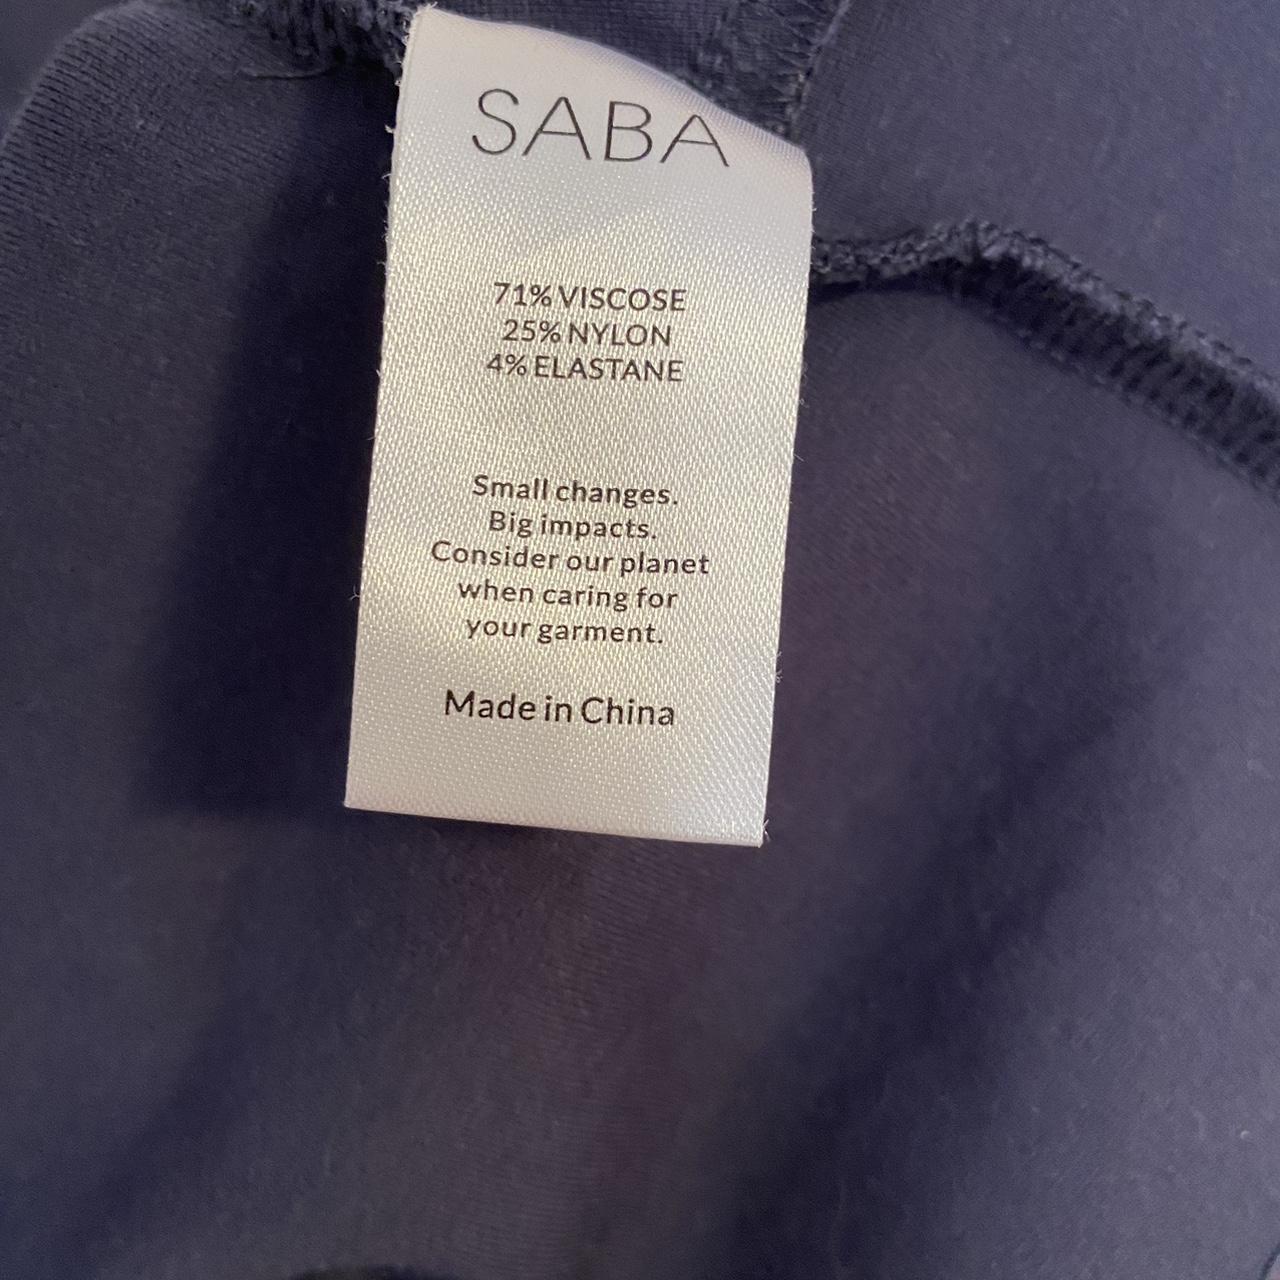 SABA
71% VISCOSE
25% NYLON
4% ELASTANE
Small changes.
Big impacts.
Consider our planet
when caring for
your garment.
Made in China